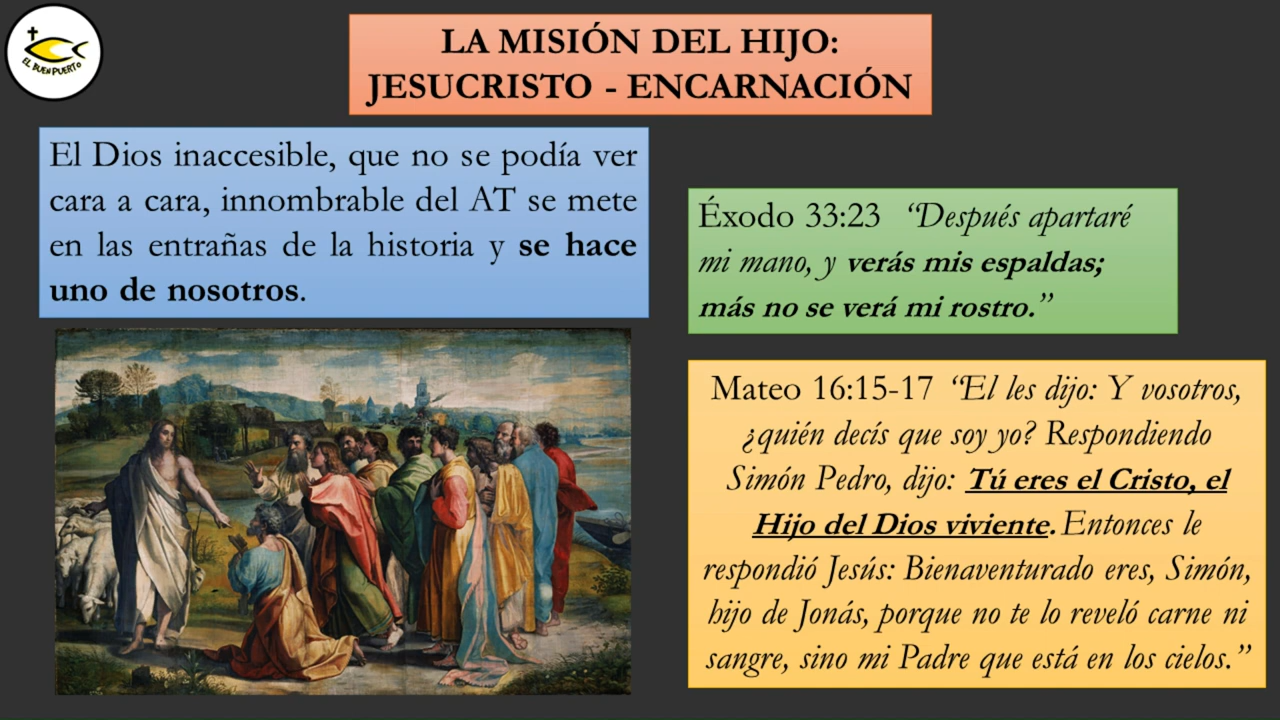 EL BUEN PUERTO
LA MISIÓN DEL HIJO:
JESUCRISTO - ENCARNACIÓN
El Dios inaccesible, que no se podía ver
cara a cara, innombrable del AT se mete
en las entrañas de la historia y se hace
uno de nosotros.
Éxodo 33:23 “Después apartaré
mi mano, y verás mis espaldas;
más no se verá mi rostro.”
Mateo 16:15-17 “El les dijo: Y vosotros,
¿quién decís que soy yo? Respondiendo
Simón Pedro, dijo: Tú eres el Cristo, el
Hijo del Dios viviente. Entonces le
respondió Jesús: Bienaventurado eres, Simón,
hijo de Jonás, porque no te lo reveló carne ni
sangre, sino mi Padre que está en los cielos.”